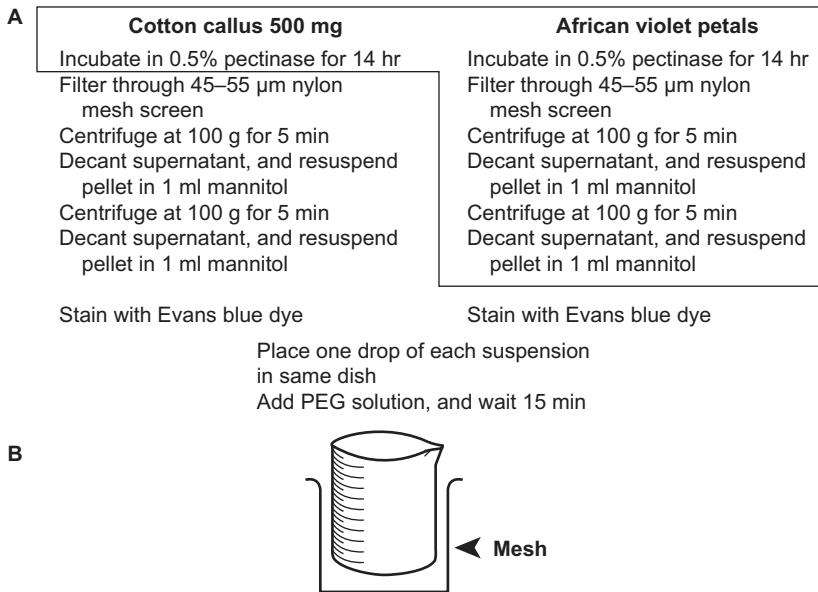 A
Cotton callus 500 mg
Incubate in 0.5% pectinase for 14 hr
Filter through 45–55 µm nylon
mesh screen
Centrifuge at 100 g for 5 min
Decant supernatant, and resuspend
pellet in 1 ml mannitol
Centrifuge at 100 g for 5 min
Decant supernatant, and resuspend
pellet in 1 ml mannitol
Stain with Evans blue dye
African violet petals
Incubate in 0.5% pectinase for 14 hr
Filter through 45–55 µm nylon
mesh screen
Centrifuge at 100 g for 5 min
Decant supernatant, and resuspend
pellet in 1 ml mannitol
Centrifuge at 100 g for 5 min
Decant supernatant, and resuspend
pellet in 1 ml mannitol
Stain with Evans blue dye
Place one drop of each suspension
in same dish
Add PEG solution, and wait 15 min
B
Mesh